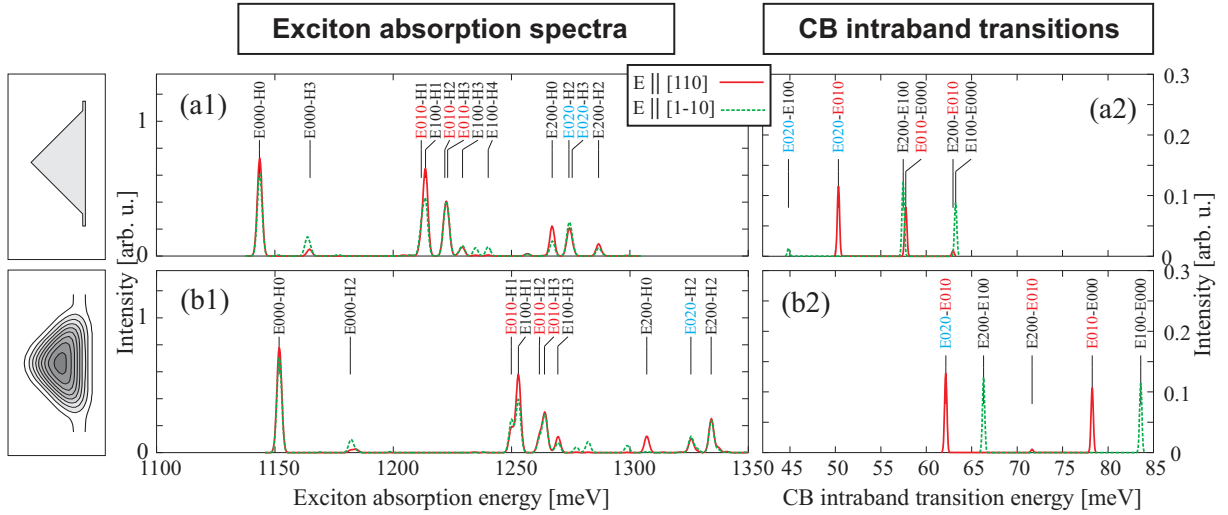 Exciton absorption spectra
CB intraband transitions
E || [110]
E || [1-10]
(a1)
E000-H0
E000-H3
E010-H1
E100-H1
E010-H2
E010-H3
E100-H3
E100-H4
E200-H0
E020-H2
E020-H3
E200-H2
1
0
(a2)
E020-E100
E020-E010
E200-E100
E010-E000
E200-E010
E100-E000
0.3
0.2
0.1
0
Intensity [arb. u.]
(b1)
E000-H0
E000-H2
E010-H1
E100-H1
E010-H2
E010-H3
E100-H3
E200-H0
E020-H2
E200-H2
1
0
(b2)
E020-E010
E200-E100
E200-E010
E010-E000
E100-E000
0.3
0.2
0.1
0
Intensity [arb. u.]
1100 1150 1200 1250 1300 1350
45 50 55 60 65 70 75 80 85
Exciton absorption energy [meV]
CB intraband transition energy [meV]